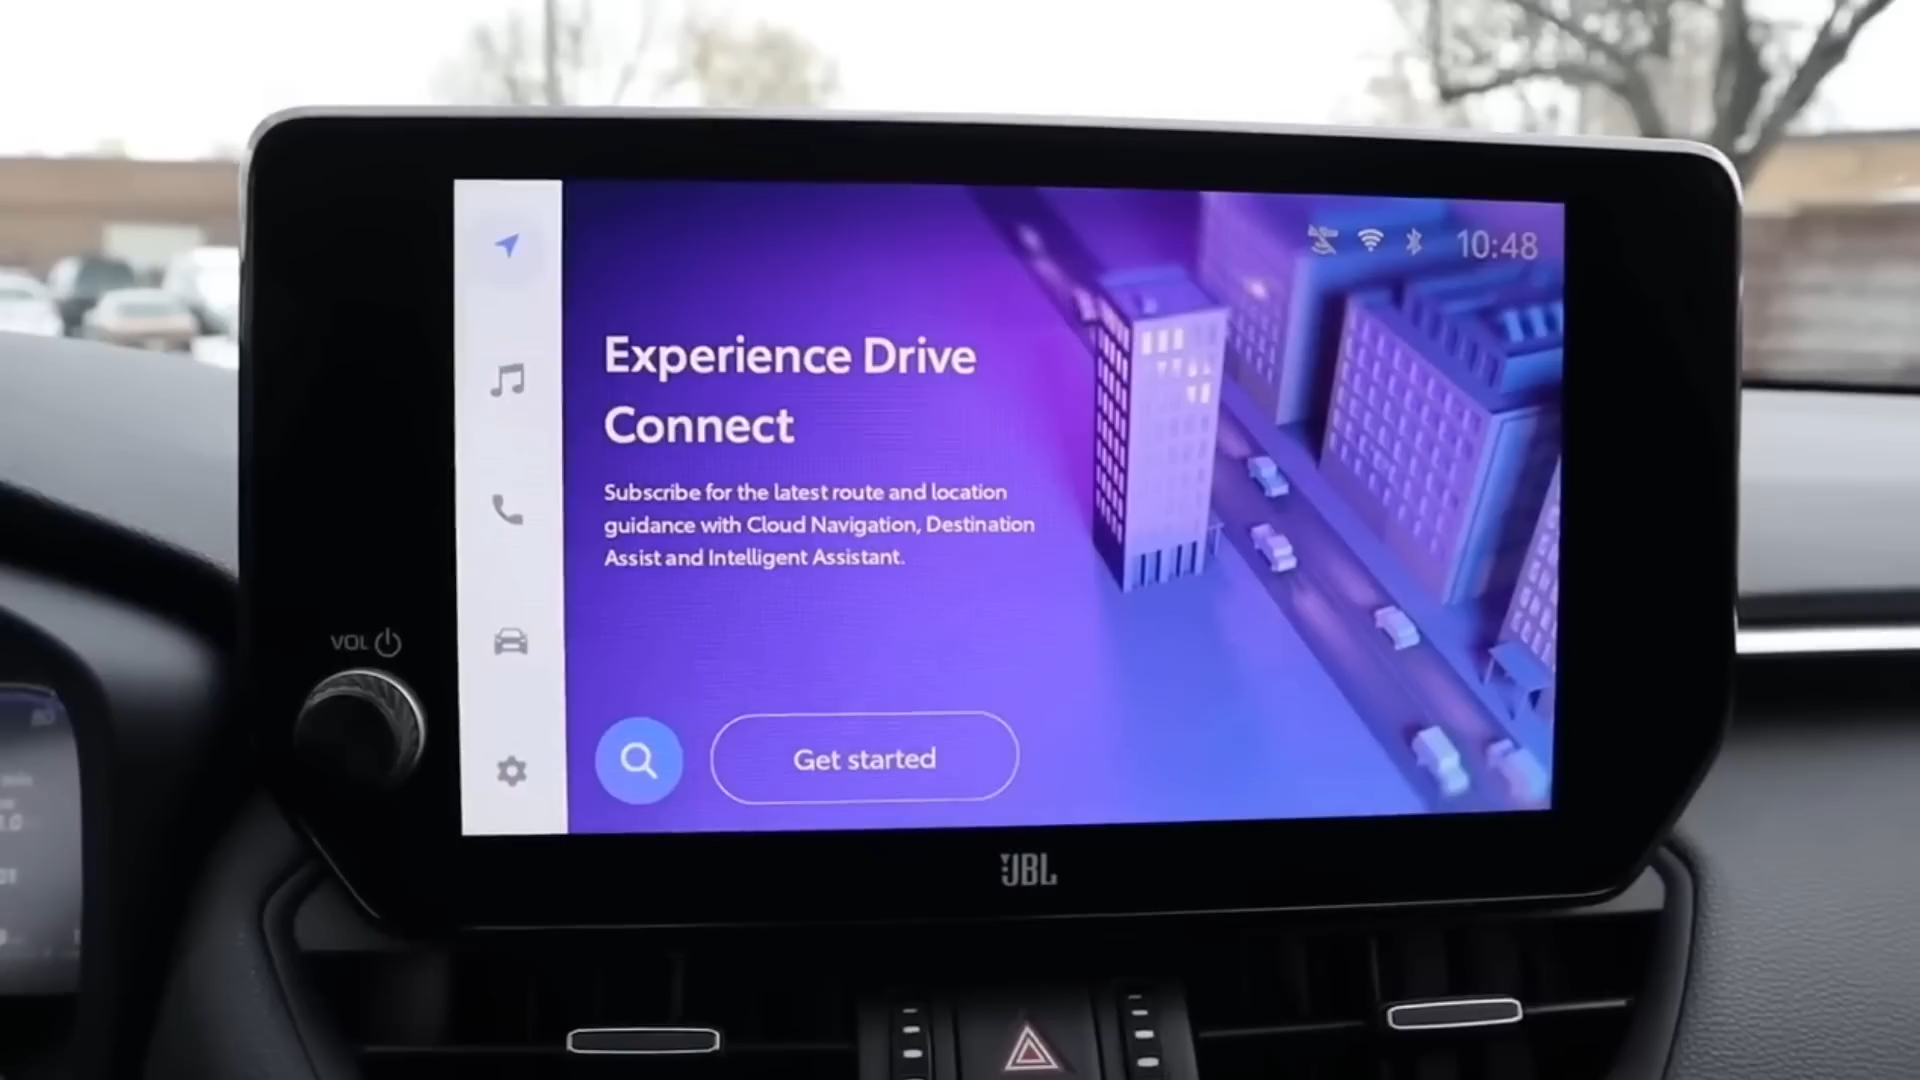 10:48
Experience Drive
Connect
Subscribe for the latest route and location
guidance with Cloud Navigation, Destination
Assist and Intelligent Assistant.
VOL
Get started
JBL